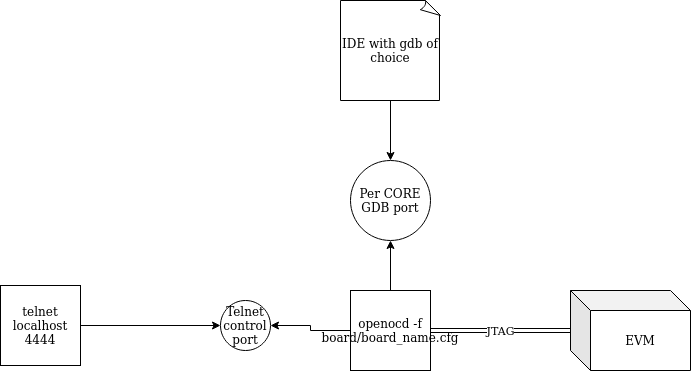 IDE with gdb of
choice
Per CORE
GDB port
telnet
localhost
4444
Telnet
control
port
openocd -f
board/board_name.cfg
JTAG
EVM